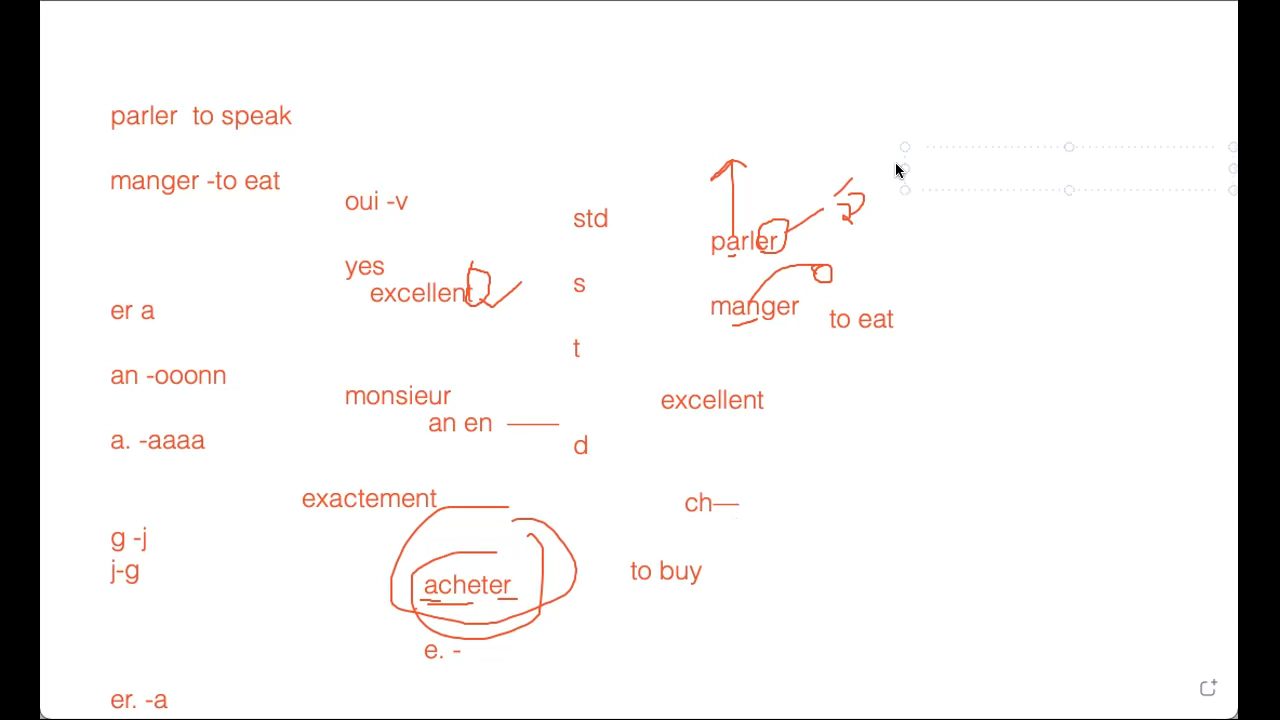 parler to speak
manger -to eat
er a
an -ooonn
a. -aaaa
g -j
j-g
er. -a
oui -v
yes
excellent
monsieur
an en
exactement
acheter
e. -
std
s
t
d
parler
manger
to eat
excellent
ch—
to buy